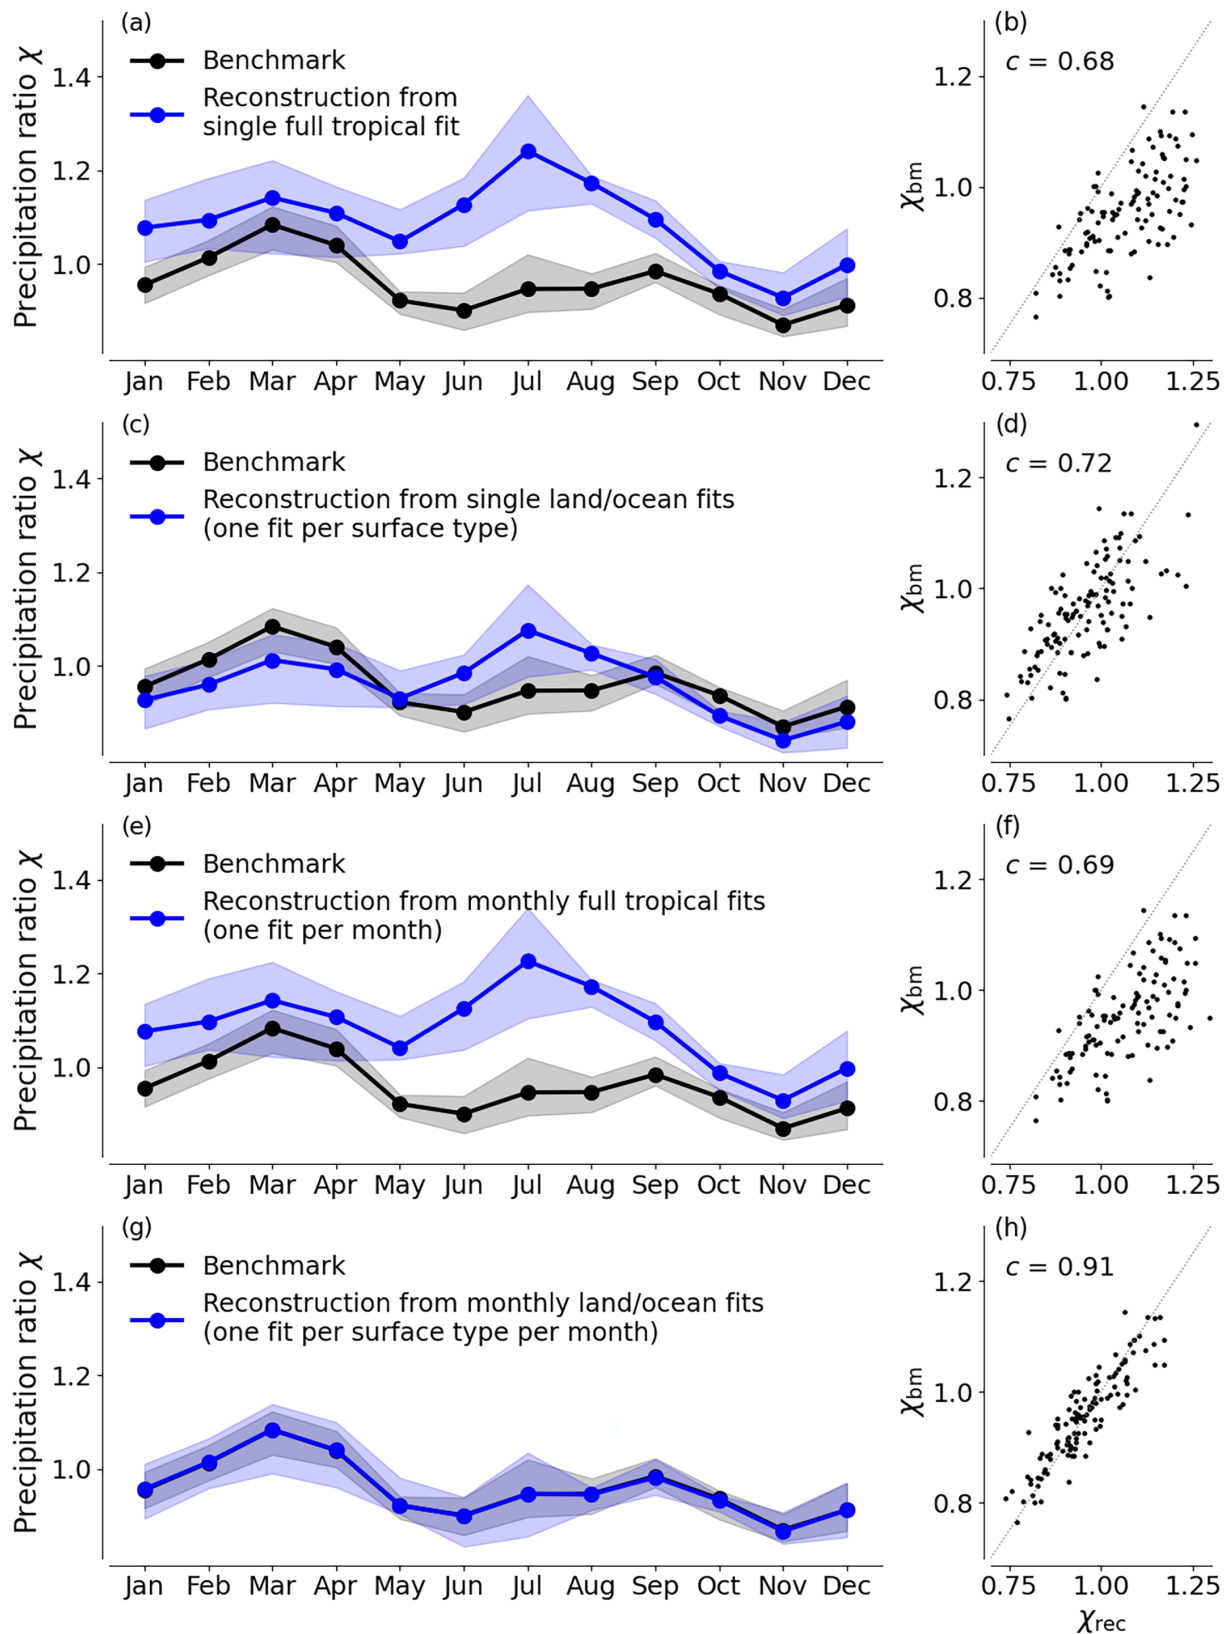 (a)
Precipitation ratio χ
1.4
1.2
1.0
Benchmark
Reconstruction from
single full tropical fit
Jan Feb Mar Apr May Jun Jul Aug Sep Oct Nov Dec
(b)
c = 0.68
χbm
1.2
1.0
0.8
0.75 1.00 1.25
(c)
Precipitation ratio χ
1.4
1.2
1.0
Benchmark
Reconstruction from single land/ocean fits
(one fit per surface type)
Jan Feb Mar Apr May Jun Jul Aug Sep Oct Nov Dec
(d)
c = 0.72
χbm
1.2
1.0
0.8
0.75 1.00 1.25
(e)
Precipitation ratio χ
1.4
1.2
1.0
Benchmark
Reconstruction from monthly full tropical fits
(one fit per month)
Jan Feb Mar Apr May Jun Jul Aug Sep Oct Nov Dec
(f)
c = 0.69
χbm
1.2
1.0
0.8
0.75 1.00 1.25
(g)
Precipitation ratio χ
1.4
1.2
1.0
Benchmark
Reconstruction from monthly land/ocean fits
(one fit per surface type per month)
Jan Feb Mar Apr May Jun Jul Aug Sep Oct Nov Dec
(h)
c = 0.91
χbm
1.2
1.0
0.8
0.75 1.00 1.25
χrec